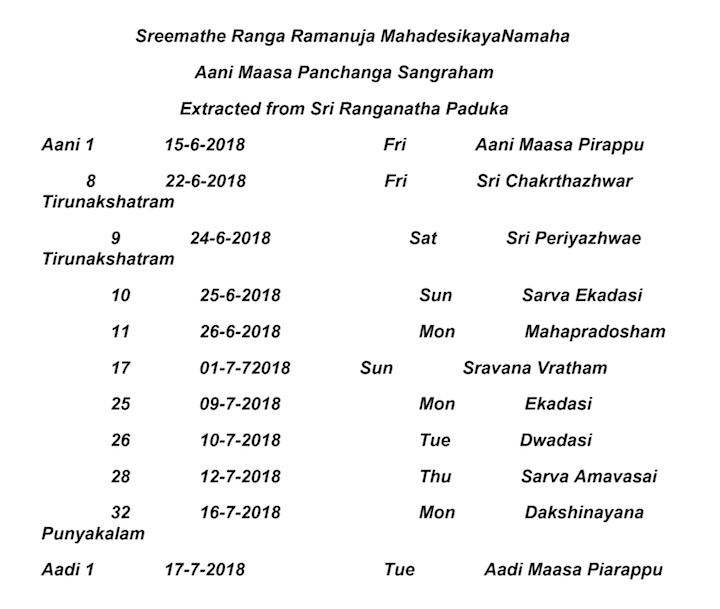 Sreemathe Ranga Ramanuja MahadesikayaNamaha
Aani Maasa Panchanga Sangraham
Extracted from Sri Ranganatha Paduka
Aani 1 15-6-2018 Fri Aani Maasa Pirappu
8 22-6-2018 Fri Sri Chakrthazhwar
Tirunakshatram
9 24-6-2018 Sat Sri Periyazhwae
Tirunakshatram
10 25-6-2018 Sun Sarva Ekadasi
11 26-6-2018 Mon Mahapradosham
17 01-7-72018 Sun Sravana Vratham
25 09-7-2018 Mon Ekadasi
26 10-7-2018 Tue Dwadasi
28 12-7-2018 Thu Sarva Amavasai
32 16-7-2018 Mon Dakshinayana
Punyakalam
Aadi 1 17-7-2018 Tue Aadi Maasa Piarappu